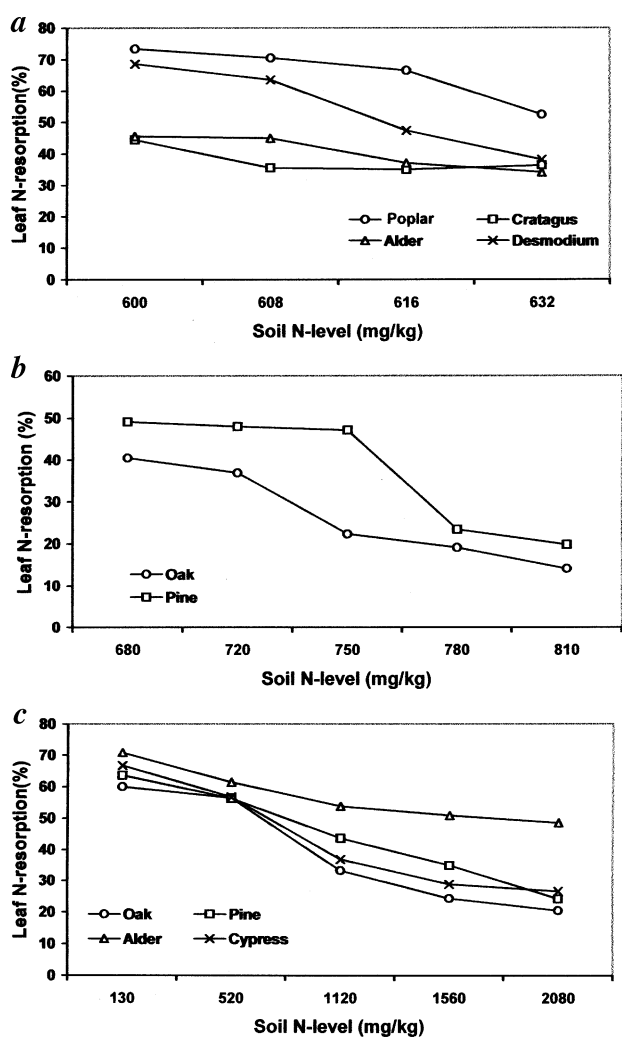 a
Leaf N-resorption(%)
80
70
60
50
40
30
20
10
0
Poplar
Cratagus
Alder
Desmodium
600 608 616 632
Soil N-level (mg/kg)
b
Leaf N-resorption (%)
60
50
40
30
20
10
0
Oak
Pine
680 720 750 780 810
Soil N-level (mg/kg)
c
Leaf N-resorption(%)
80
70
60
50
40
30
20
10
0
Oak
Pine
Alder
Cypress
130 520 1120 1560 2080
Soil N-level (mg/kg)